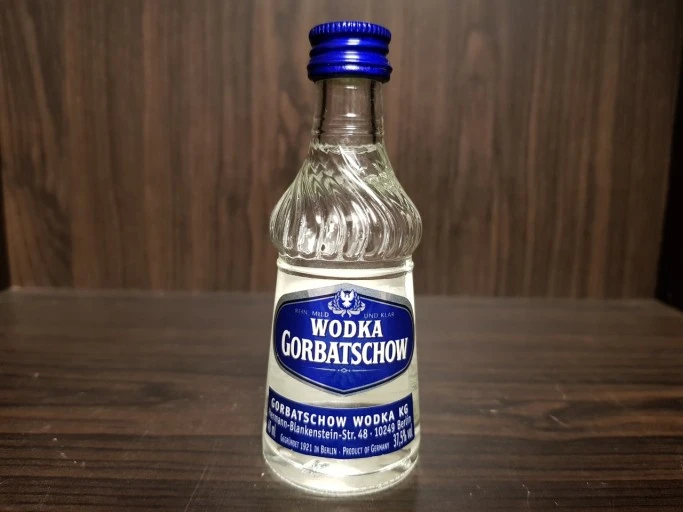 REIN, MILD UND KLAR
WODKA
GORBATSCHOW
GORBATSCHOW WODKA KG
Hermann-Blankenstein-Str. 48 · 10249 Berlin
GEGRÜNDET 1921 IN BERLIN · PRODUCT OF GERMANY
37,5% vol